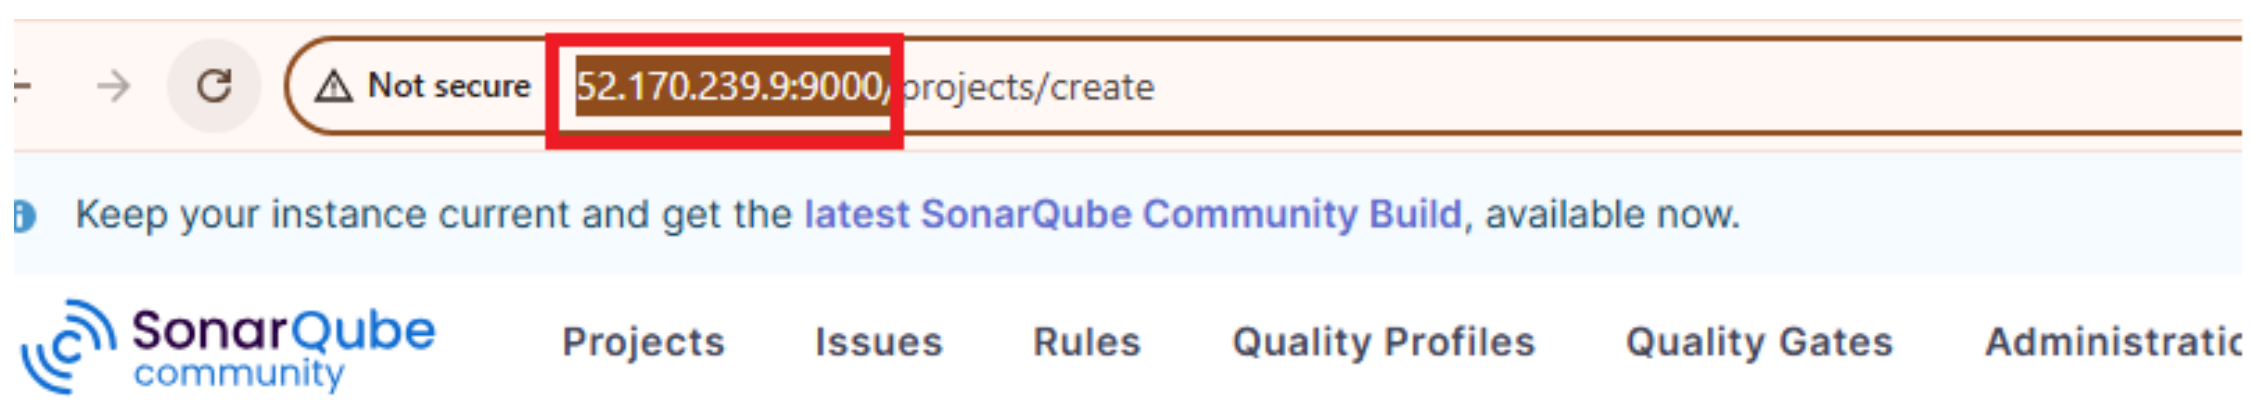 Not secure 52.170.239.9:9000/projects/create
Keep your instance current and get the latest SonarQube Community Build, available now.
SonarQube community Projects Issues Rules Quality Profiles Quality Gates Administratio